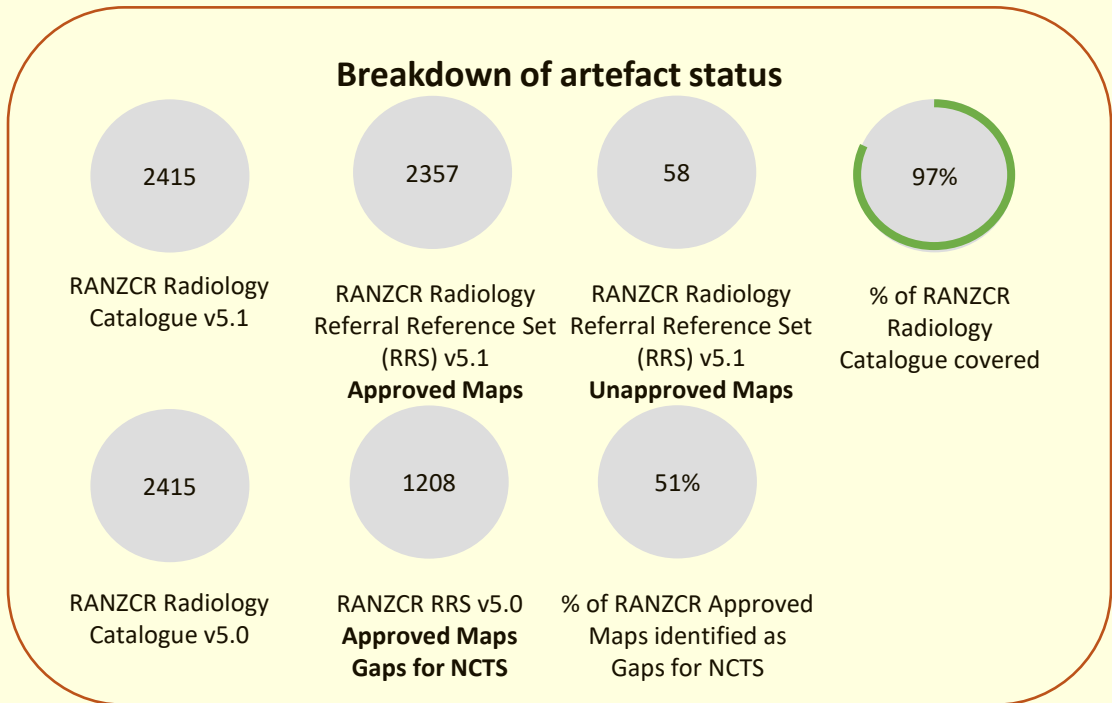 Breakdown of artefact status
2415
2357
58
97%
RANZCR Radiology
Catalogue v5.1
RANZCR Radiology
Referral Reference Set
(RRS) v5.1
Approved Maps
RANZCR Radiology
Referral Reference Set
(RRS) v5.1
Unapproved Maps
% of RANZCR
Radiology
Catalogue covered
2415
1208
51%
RANZCR Radiology
Catalogue v5.0
RANZCR RRS v5.0
Approved Maps
Gaps for NCTS
% of RANZCR Approved
Maps identified as
Gaps for NCTS